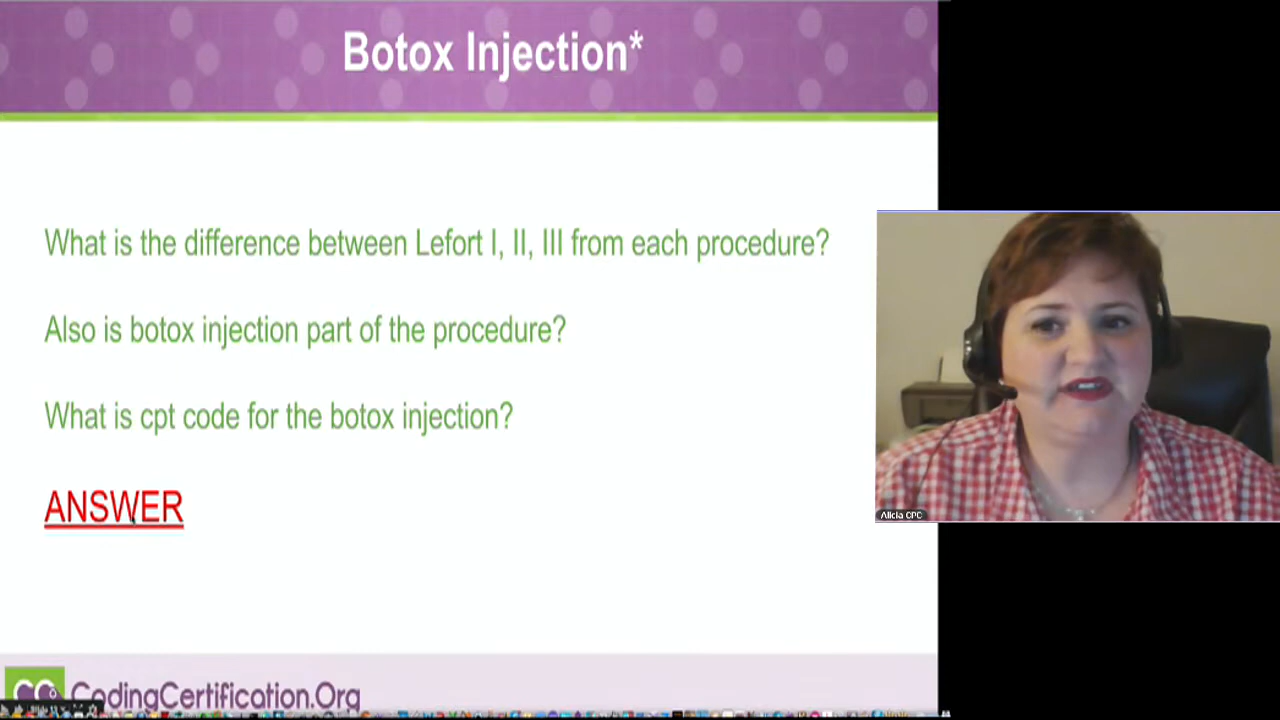 Botox Injection*
What is the difference between Lefort I, II, III from each procedure?
Also is botox injection part of the procedure?
What is cpt code for the botox injection?
ANSWER
Alicia CPC
CodingCertification.Org